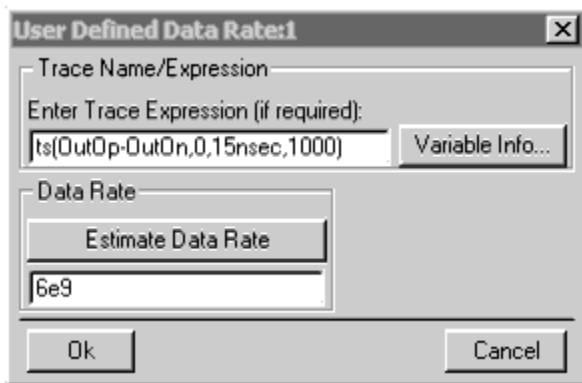 User Defined Data Rate:1
Trace Name/Expression
Enter Trace Expression (if required):
ts(OutOp-OutOn,0,15nsec,1000)
Variable Info...
Data Rate
Estimate Data Rate
6e9
Ok
Cancel